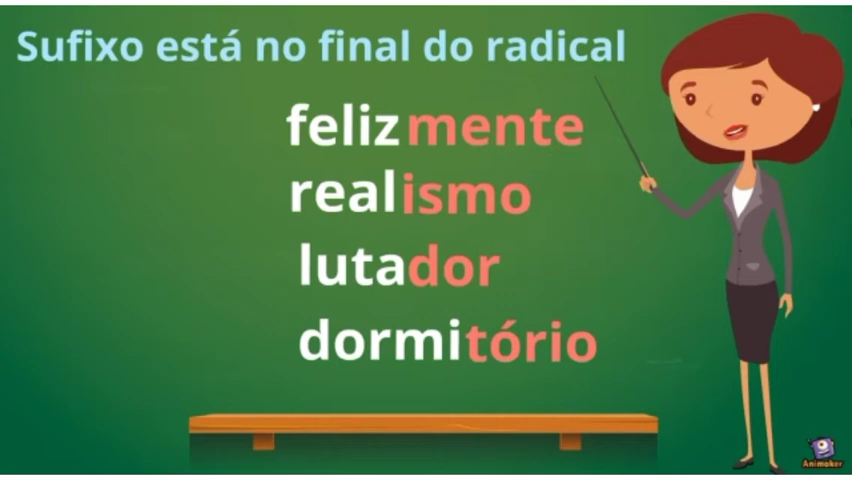 Sufixo está no final do radical
felizmente
realismo
lutador
dormitório
Animaker